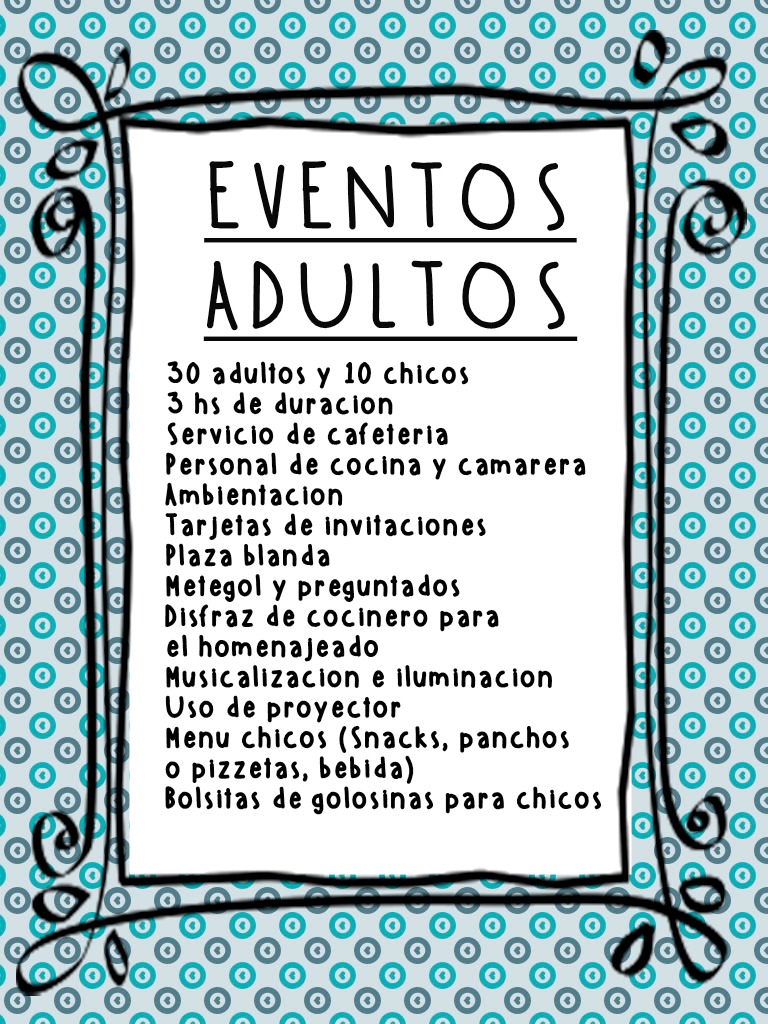 EVENTOS
ADULTOS
30 adultos y 10 chicos
3 hs de duracion
Servicio de cafeteria
Personal de cocina y camarera
Ambientacion
Tarjetas de invitaciones
Plaza blanda
Metegol y preguntados
Disfraz de cocinero para
el homenajeado
Musicalizacion e iluminacion
Uso de proyector
Menu chicos (Snacks, panchos
o pizzetas, bebida)
Bolsitas de golosinas para chicos